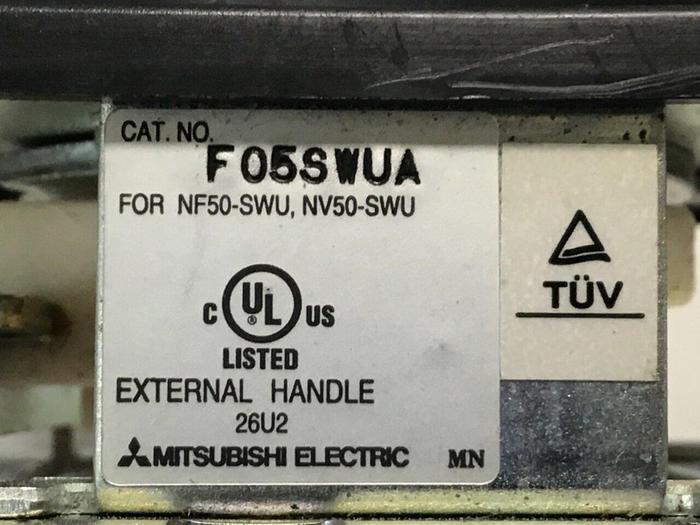 CAT. NO.
F05SWUA
FOR NF50-SWU, NV50-SWU
C UL ® US
LISTED
EXTERNAL HANDLE
26U2
MITSUBISHI ELECTRIC MN
TÜV